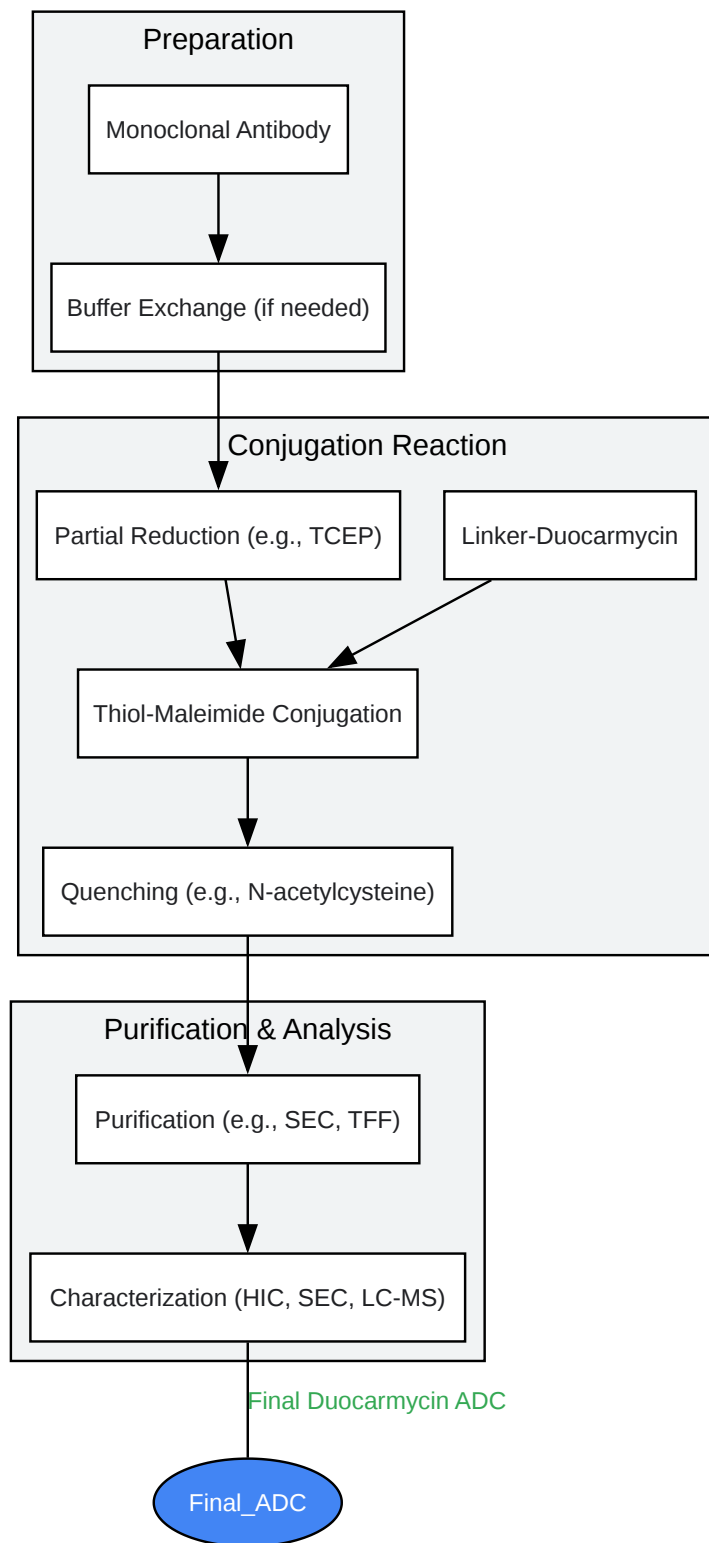 Preparation
Monoclonal Antibody
Buffer Exchange (if needed)
Conjugation Reaction
Partial Reduction (e.g., TCEP)
Linker-Duocarmycin
Thiol-Maleimide Conjugation
Quenching (e.g., N-acetylcysteine)
Purification & Analysis
Purification (e.g., SEC, TFF)
Characterization (HIC, SEC, LC-MS)
Final Duocarmycin ADC
Final_ADC